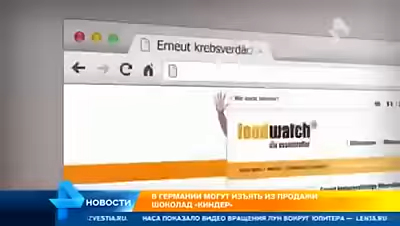 Erneut krebsverdäc
foodwatch®
die essensretter
НОВОСТИ
В ГЕРМАНИИ МОГУТ ИЗЪЯТЬ ИЗ ПРОДАЖИ
ШОКОЛАД «КИНДЕР»
IZVESTIA.RU
НАСА ПОКАЗАЛО ВИДЕО ВРАЩЕНИЯ ЛУН ВОКРУГ ЮПИТЕРА — LENTA.RU